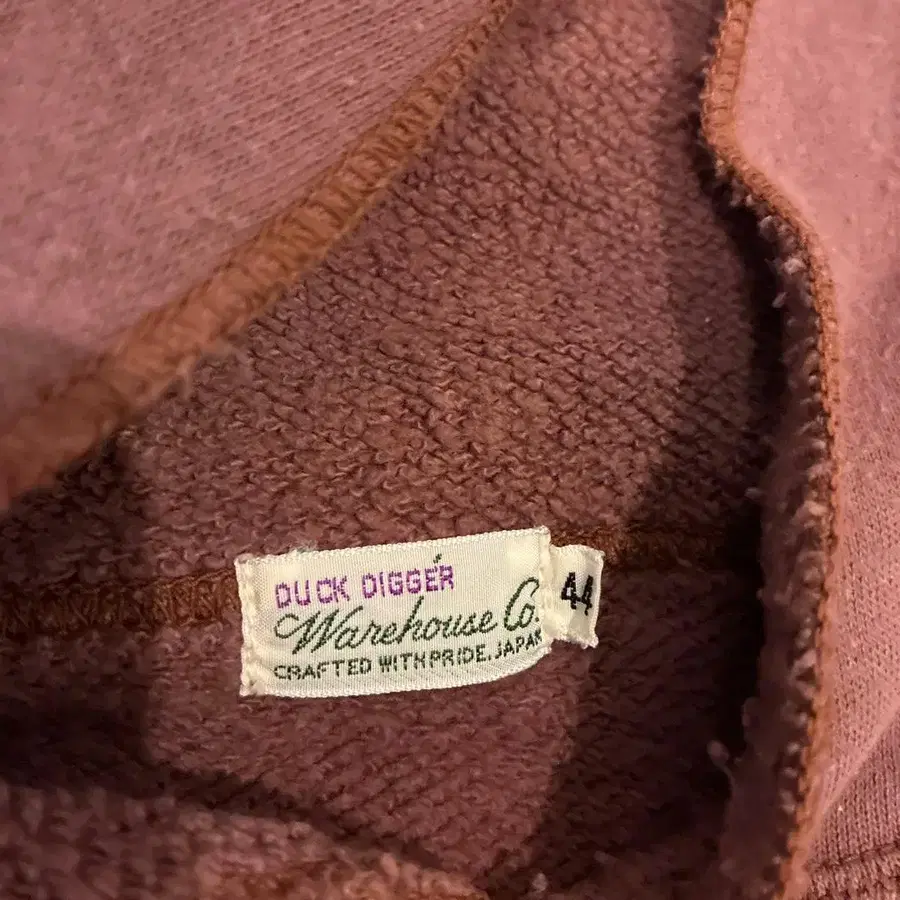 DUCK DIGGER
Warehouse Co.
CRAFTED WITH PRIDE, JAPAN
44